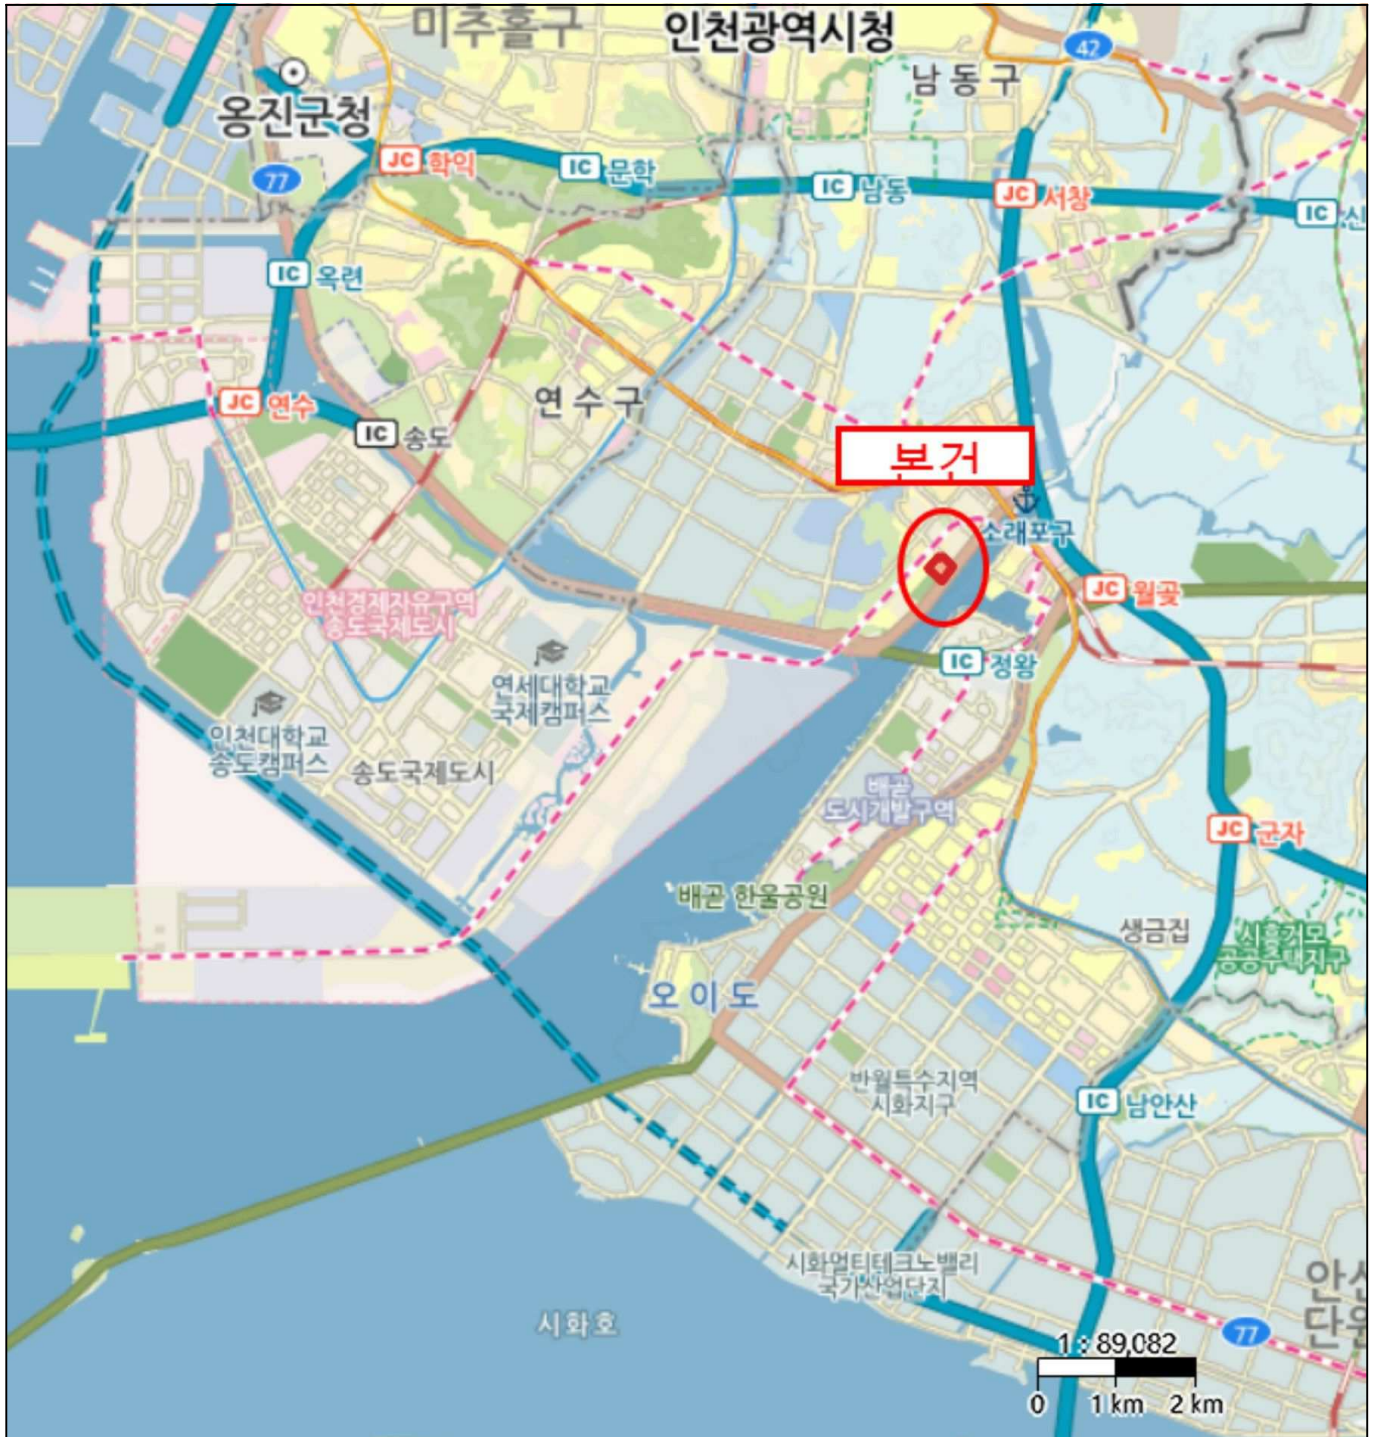 미추홀구
인천광역시청
42
남동구
옹진군청
JC 학익
IC 문학
77
IC 남동
JC 서창
IC 신
IC 옥련
JC 연수
연수구
IC 송도
소래포구
JC 월곶
인천경제자유구역
송도국제도시
IC 정왕
연세대학교
국제캠퍼스
인천대학교
송도캠퍼스
송도국제도시
배곧
도시개발구역
JC 군자
배곧 한울공원
생금집
시흥거모
공공주택지구
오이도
반월특수지역
시화지구
IC 남안산
시화멀티테크노밸리
국가산업단지
시화호
77
1 : 89,082
0 1 km 2 km